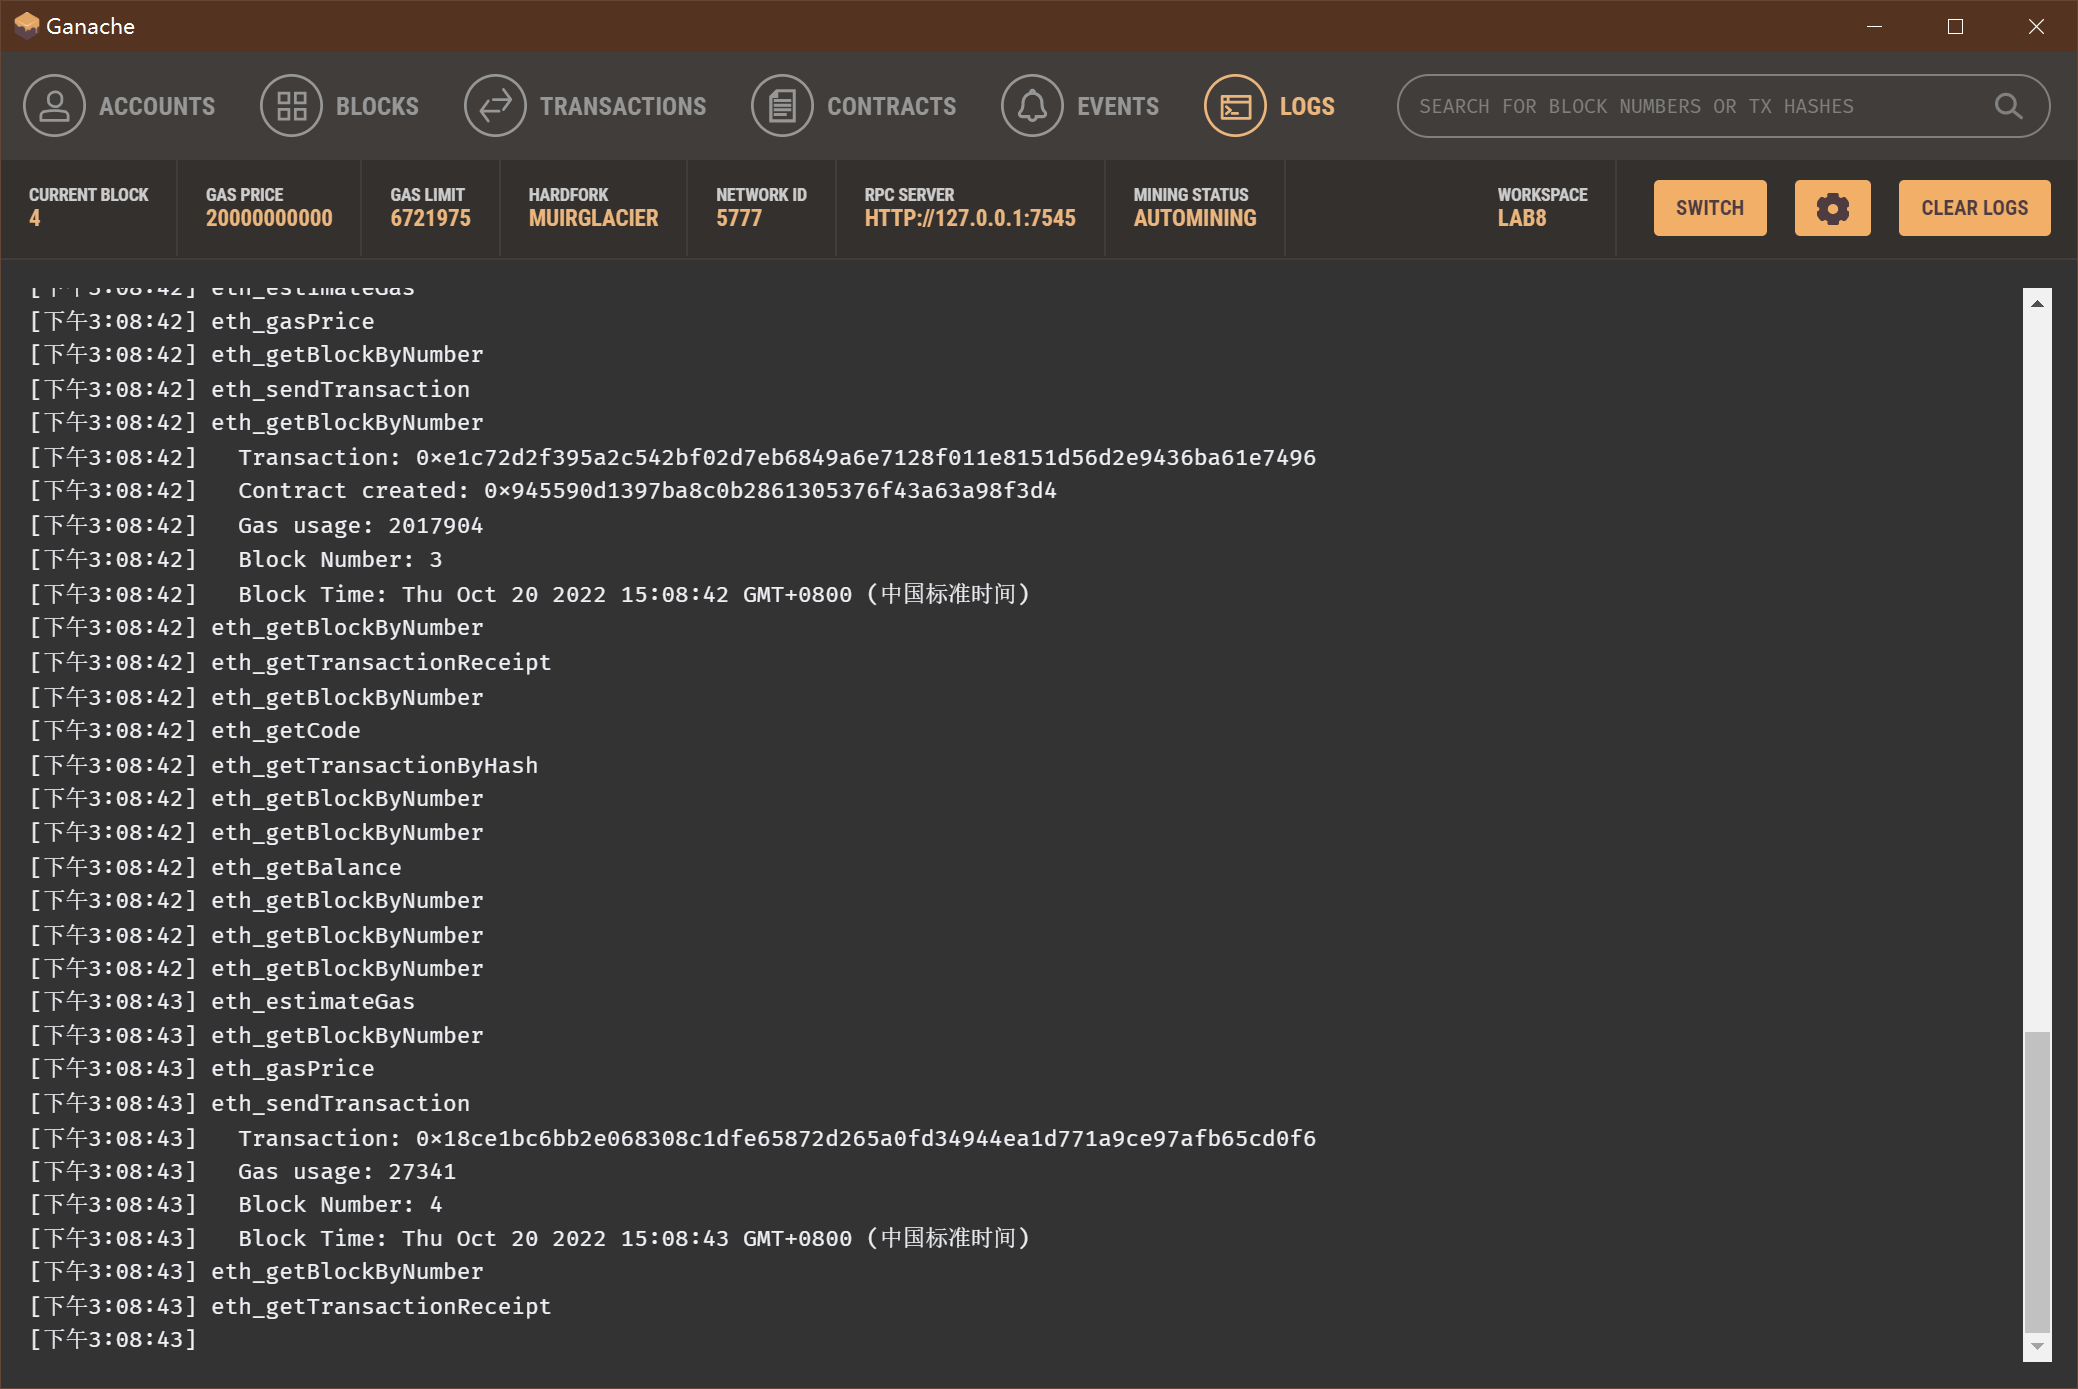 Ganache
ACCOUNTS BLOCKS TRANSACTIONS CONTRACTS EVENTS LOGS SEARCH FOR BLOCK NUMBERS OR TX HASHES
CURRENT BLOCK GAS PRICE GAS LIMIT HARDFORK NETWORK ID RPC SERVER MINING STATUS WORKSPACE
4 20000000000 6721975 MUIRGLACIER 5777 HTTP://127.0.0.1:7545 AUTOMINING LAB8
SWITCH CLEAR LOGS
[下午3:08:42] eth_estimateGas
[下午3:08:42] eth_gasPrice
[下午3:08:42] eth_getBlockByNumber
[下午3:08:42] eth_sendTransaction
[下午3:08:42] eth_getBlockByNumber
[下午3:08:42]   Transaction: 0xe1c72d2f395a2c542bf02d7eb6849a6e7128f011e8151d56d2e9436ba61e7496
[下午3:08:42]   Contract created: 0x945590d1397ba8c0b2861305376f43a63a98f3d4
[下午3:08:42]   Gas usage: 2017904
[下午3:08:42]   Block Number: 3
[下午3:08:42]   Block Time: Thu Oct 20 2022 15:08:42 GMT+0800 (中国标准时间)
[下午3:08:42] eth_getBlockByNumber
[下午3:08:42] eth_getTransactionReceipt
[下午3:08:42] eth_getBlockByNumber
[下午3:08:42] eth_getCode
[下午3:08:42] eth_getTransactionByHash
[下午3:08:42] eth_getBlockByNumber
[下午3:08:42] eth_getBlockByNumber
[下午3:08:42] eth_getBalance
[下午3:08:42] eth_getBlockByNumber
[下午3:08:42] eth_getBlockByNumber
[下午3:08:42] eth_getBlockByNumber
[下午3:08:43] eth_estimateGas
[下午3:08:43] eth_getBlockByNumber
[下午3:08:43] eth_gasPrice
[下午3:08:43] eth_sendTransaction
[下午3:08:43]   Transaction: 0x18ce1bc6bb2e068308c1dfe65872d265a0fd34944ea1d771a9ce97afb65cd0f6
[下午3:08:43]   Gas usage: 27341
[下午3:08:43]   Block Number: 4
[下午3:08:43]   Block Time: Thu Oct 20 2022 15:08:43 GMT+0800 (中国标准时间)
[下午3:08:43] eth_getBlockByNumber
[下午3:08:43] eth_getTransactionReceipt
[下午3:08:43]